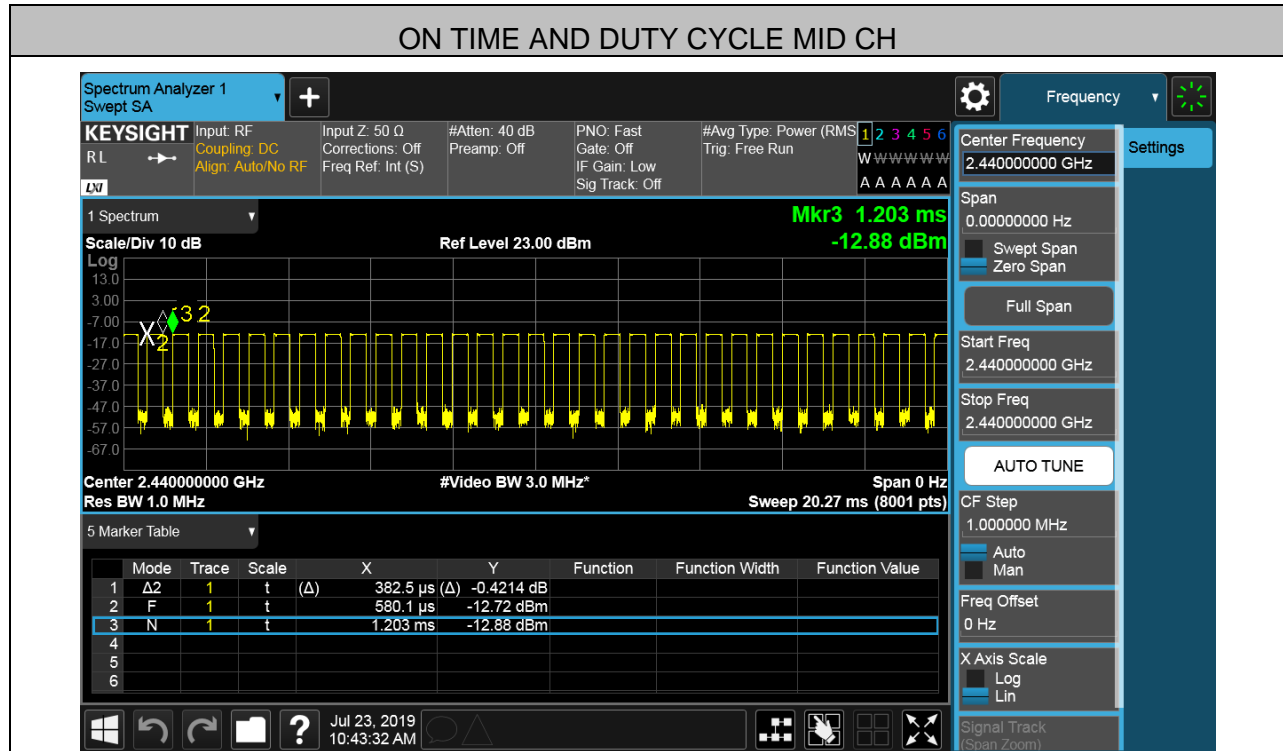 ON TIME AND DUTY CYCLE MID CH
Spectrum Analyzer 1
Swept SA
Frequency
KEYSIGHT
RL
LXI
Input: RF
Coupling: DC
Align: Auto/No RF
Input Z: 50 Ω
Corrections: Off
Freq Ref: Int (S)
#Atten: 40 dB
Preamp: Off
PNO: Fast
Gate: Off
IF Gain: Low
Sig Track: Off
#Avg Type: Power (RMS
Trig: Free Run
1 2 3 4 5 6
W W W W W W
A A A A A A
1 Spectrum
Mkr3 1.203 ms
Scale/Div 10 dB
Ref Level 23.00 dBm
-12.88 dBm
Log
13.0
3.00
-7.00
-17.0
-27.0
-37.0
-47.0
-57.0
-67.0
3 2
X 2
Center 2.440000000 GHz
#Video BW 3.0 MHz*
Span 0 Hz
Res BW 1.0 MHz
Sweep 20.27 ms (8001 pts)
5 Marker Table
Mode Trace Scale X Y Function Function Width Function Value
1 Δ2 1 t (Δ) 382.5 µs (Δ) -0.4214 dB
2 F 1 t 580.1 µs -12.72 dBm
3 N 1 t 1.203 ms -12.88 dBm
4
5
6
?
Jul 23, 2019
10:43:32 AM
Center Frequency
2.440000000 GHz
Settings
Span
0.00000000 Hz
Swept Span
Zero Span
Full Span
Start Freq
2.440000000 GHz
Stop Freq
2.440000000 GHz
AUTO TUNE
CF Step
1.000000 MHz
Auto
Man
Freq Offset
0 Hz
X Axis Scale
Log
Lin
Signal Track
(Span Zoom)